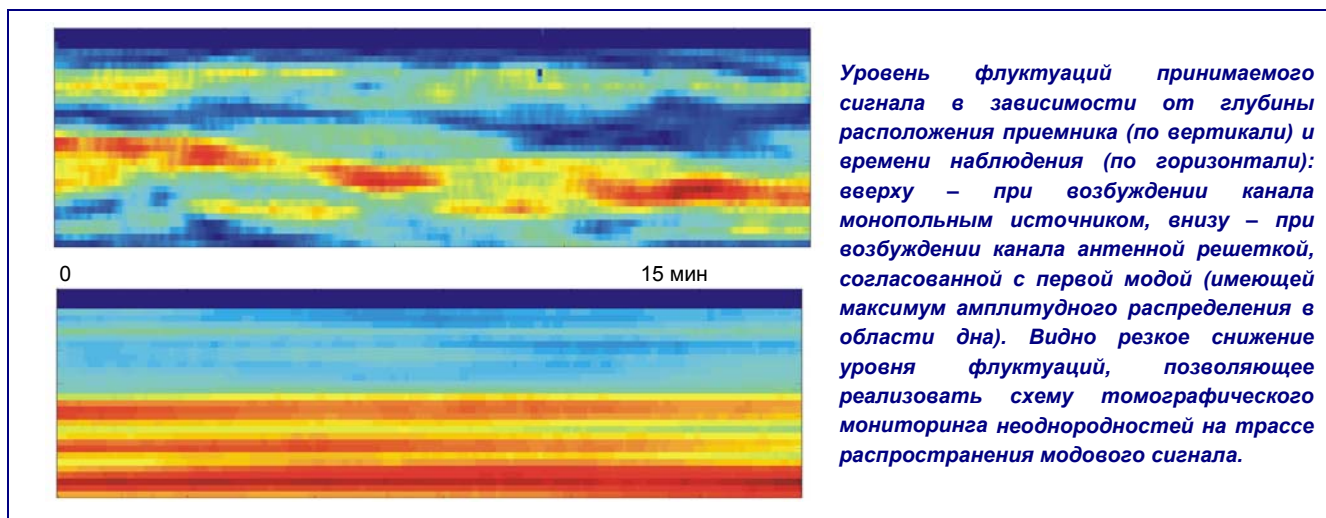 Уровень флуктуаций принимаемого
сигнала в зависимости от глубины
расположения приемника (по вертикали) и
времени наблюдения (по горизонтали):
вверху – при возбуждении канала
монопольным источником, внизу – при
возбуждении канала антенной решеткой,
согласованной с первой модой (имеющей
максимум амплитудного распределения в
области дна). Видно резкое снижение
уровня флуктуаций, позволяющее
реализовать схему томографического
мониторинга неоднородностей на трассе
распространения модового сигнала.
0 15 мин